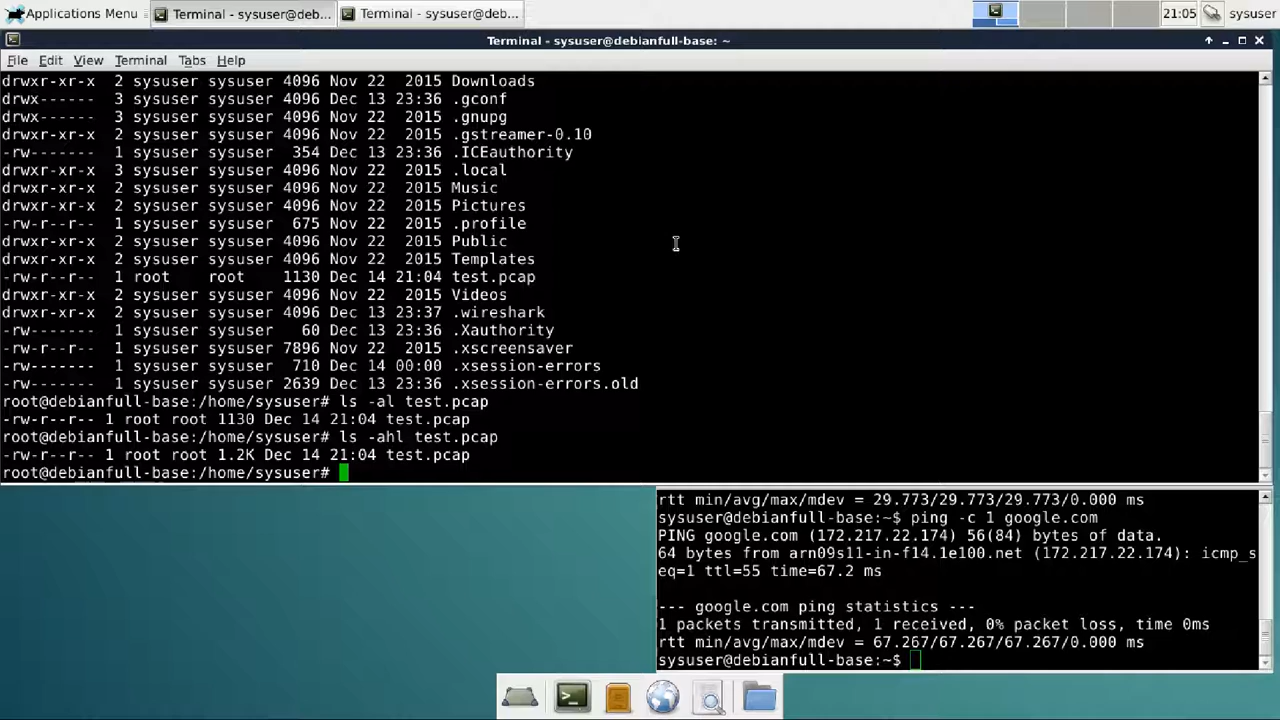 Applications Menu
Terminal - sysuser@deb...
Terminal - sysuser@deb...
21:05
sysuser
Terminal - sysuser@debianfull-base: ~
File Edit View Terminal Tabs Help
drwxr-xr-x 2 sysuser sysuser 4096 Nov 22 2015 Downloads
drwx------ 3 sysuser sysuser 4096 Dec 13 23:36 .gconf
drwx------ 3 sysuser sysuser 4096 Nov 22 2015 .gnupg
drwxr-xr-x 2 sysuser sysuser 4096 Nov 22 2015 .gstreamer-0.10
-rw------- 1 sysuser sysuser 354 Dec 13 23:36 .ICEauthority
drwxr-xr-x 3 sysuser sysuser 4096 Nov 22 2015 .local
drwxr-xr-x 2 sysuser sysuser 4096 Nov 22 2015 Music
drwxr-xr-x 2 sysuser sysuser 4096 Nov 22 2015 Pictures
-rw-r--r-- 1 sysuser sysuser 675 Nov 22 2015 .profile
drwxr-xr-x 2 sysuser sysuser 4096 Nov 22 2015 Public
drwxr-xr-x 2 sysuser sysuser 4096 Nov 22 2015 Templates
-rw-r--r-- 1 root root 1130 Dec 14 21:04 test.pcap
drwxr-xr-x 2 sysuser sysuser 4096 Nov 22 2015 Videos
drwxr-xr-x 2 sysuser sysuser 4096 Dec 13 23:37 .wireshark
-rw------- 1 sysuser sysuser 60 Dec 13 23:36 .Xauthority
-rw-r--r-- 1 sysuser sysuser 7896 Nov 22 2015 .xscreensaver
-rw------- 1 sysuser sysuser 710 Dec 14 00:00 .xsession-errors
-rw------- 1 sysuser sysuser 2639 Dec 13 23:36 .xsession-errors.old
root@debianfull-base:/home/sysuser# ls -al test.pcap
-rw-r--r-- 1 root root 1130 Dec 14 21:04 test.pcap
root@debianfull-base:/home/sysuser# ls -ahl test.pcap
-rw-r--r-- 1 root root 1.2K Dec 14 21:04 test.pcap
root@debianfull-base:/home/sysuser#
rtt min/avg/max/mdev = 29.773/29.773/29.773/0.000 ms
sysuser@debianfull-base:~$ ping -c 1 google.com
PING google.com (172.217.22.174) 56(84) bytes of data.
64 bytes from arn09s11-in-f14.1e100.net (172.217.22.174): icmp_s
eq=1 ttl=55 time=67.2 ms
--- google.com ping statistics ---
1 packets transmitted, 1 received, 0% packet loss, time 0ms
rtt min/avg/max/mdev = 67.267/67.267/67.267/0.000 ms
sysuser@debianfull-base:~$